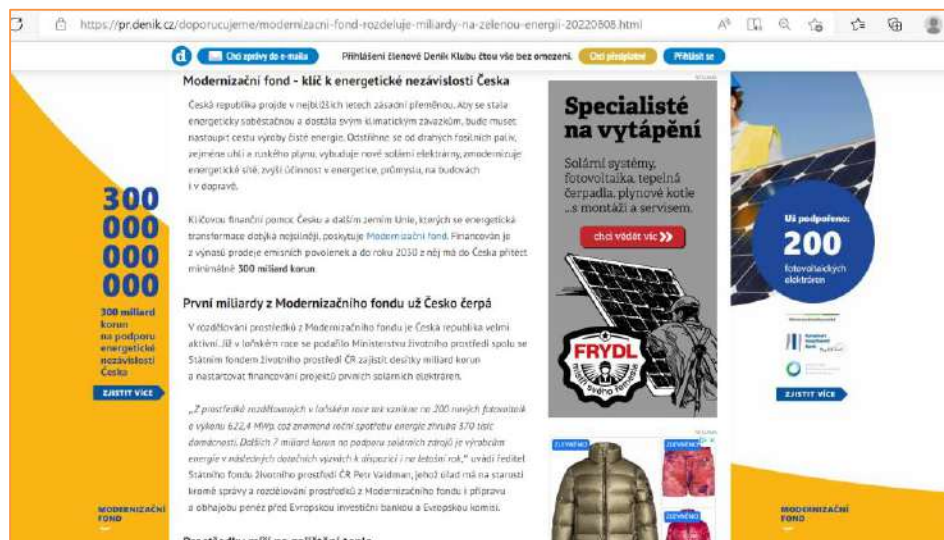 https://pr.denik.cz/doporucujeme/modernizacni-fond-rozdeluje-miliardy-na-zelenou-energii-20220808.html
d
Chci zprávy do e-mailu
Přihlášení členové Deník Klubu čtou vše bez omezení.
Chci předplatné
Přihlásit se
Modernizační fond - klíč k energetické nezávislosti Česka
Česká republika projde v nejbližších letech zásadní přeměnou. Aby se stala
energeticky soběstačnou a dostála svým klimatickým závazkům, bude muset
nastoupit cestu výroby čisté energie. Odstřihne se od drahých fosilních paliv,
zejména uhlí a ruského plynu, vybuduje nové solární elektrárny, zmodernizuje
energetické sítě, zvýší účinnost v energetice, průmyslu, na budovách
i v dopravě.
Klíčovou finanční pomoc Česku a dalším zemím Unie, kterých se energetická
transformace dotýká nejsilněji, poskytuje Modernizační fond. Financován je
z výnosů prodeje emisních povolenek a do roku 2030 z něj má do Česka přitéct
minimálně 300 miliard korun.
První miliardy z Modernizačního fondu už Česko čerpá
V rozdělování prostředků z Modernizačního fondu je Česká republika velmi
aktivní. Již v loňském roce se podařilo Ministerstvu životního prostředí spolu se
Státním fondem životního prostředí ČR zajistit desítky miliard korun
a nastartovat financování projektů prvních solárních elektráren.
„Z prostředků rozdělovaných v loňském roce tak vznikne na 200 nových fotovoltaik
o výkonu 622,4 MWp, což znamená roční spotřebu energie zhruba 370 tisíc
domácností. Dalších 7 miliard korun na podporu solárních zdrojů je výrobcům
energie v následných dotačních výzvách k dispozici i na letošní rok,“ uvádí ředitel
Státního fondu životního prostředí ČR Petr Valdman, jehož úřad má na starosti
kromě správy a rozdělování prostředků z Modernizačního fondu i přípravu
a obhajobu peněz před Evropskou investiční bankou a Evropskou komisí.
300
000
000
000
300 miliard
korun
na podporu
energetické
nezávislosti
Česka
ZJISTIT VÍCE
MODERNIZAČNÍ
FOND
Specialisté
na vytápění
Solární systémy,
fotovoltaika, tepelná
čerpadla, plynové kotle
...s montáží a servisem.
chci vědět víc
FRYDL
mistři svého řemesla
ZLEVNĚNO
ZLEVNĚNO
ZLEVNĚNO
Už podpořeno:
200
fotovoltaických
elektráren
European
Investment
Bank
ZJISTIT VÍCE
MODERNIZAČNÍ
FOND